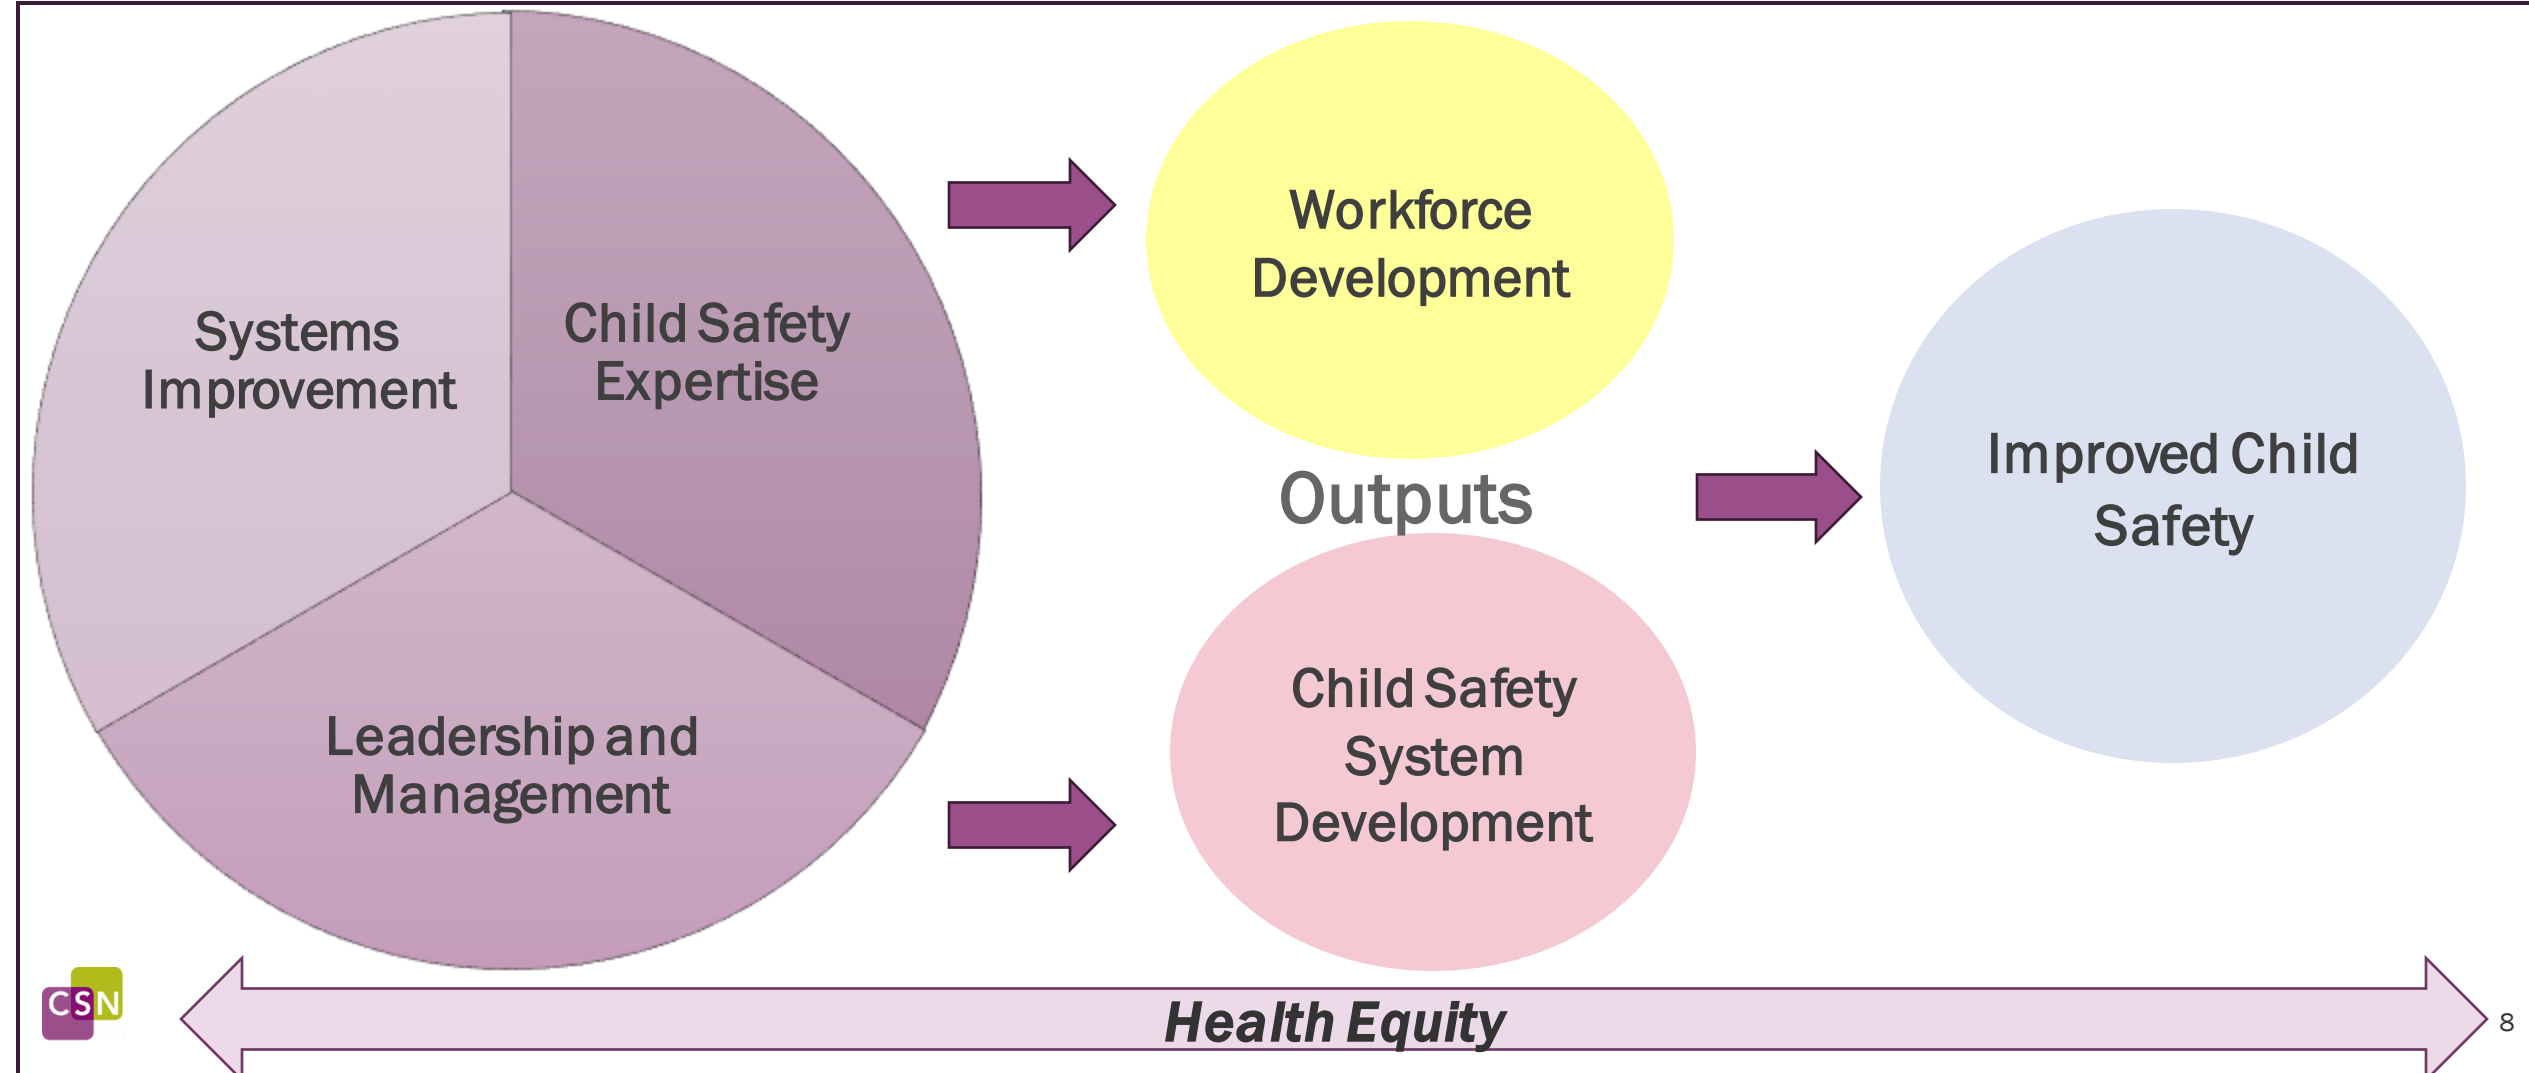 Systems
Improvement
Child Safety
Expertise
Leadership and
Management
Workforce
Development
Outputs
Child Safety
System
Development
Improved Child
Safety
CSN
Health Equity
8